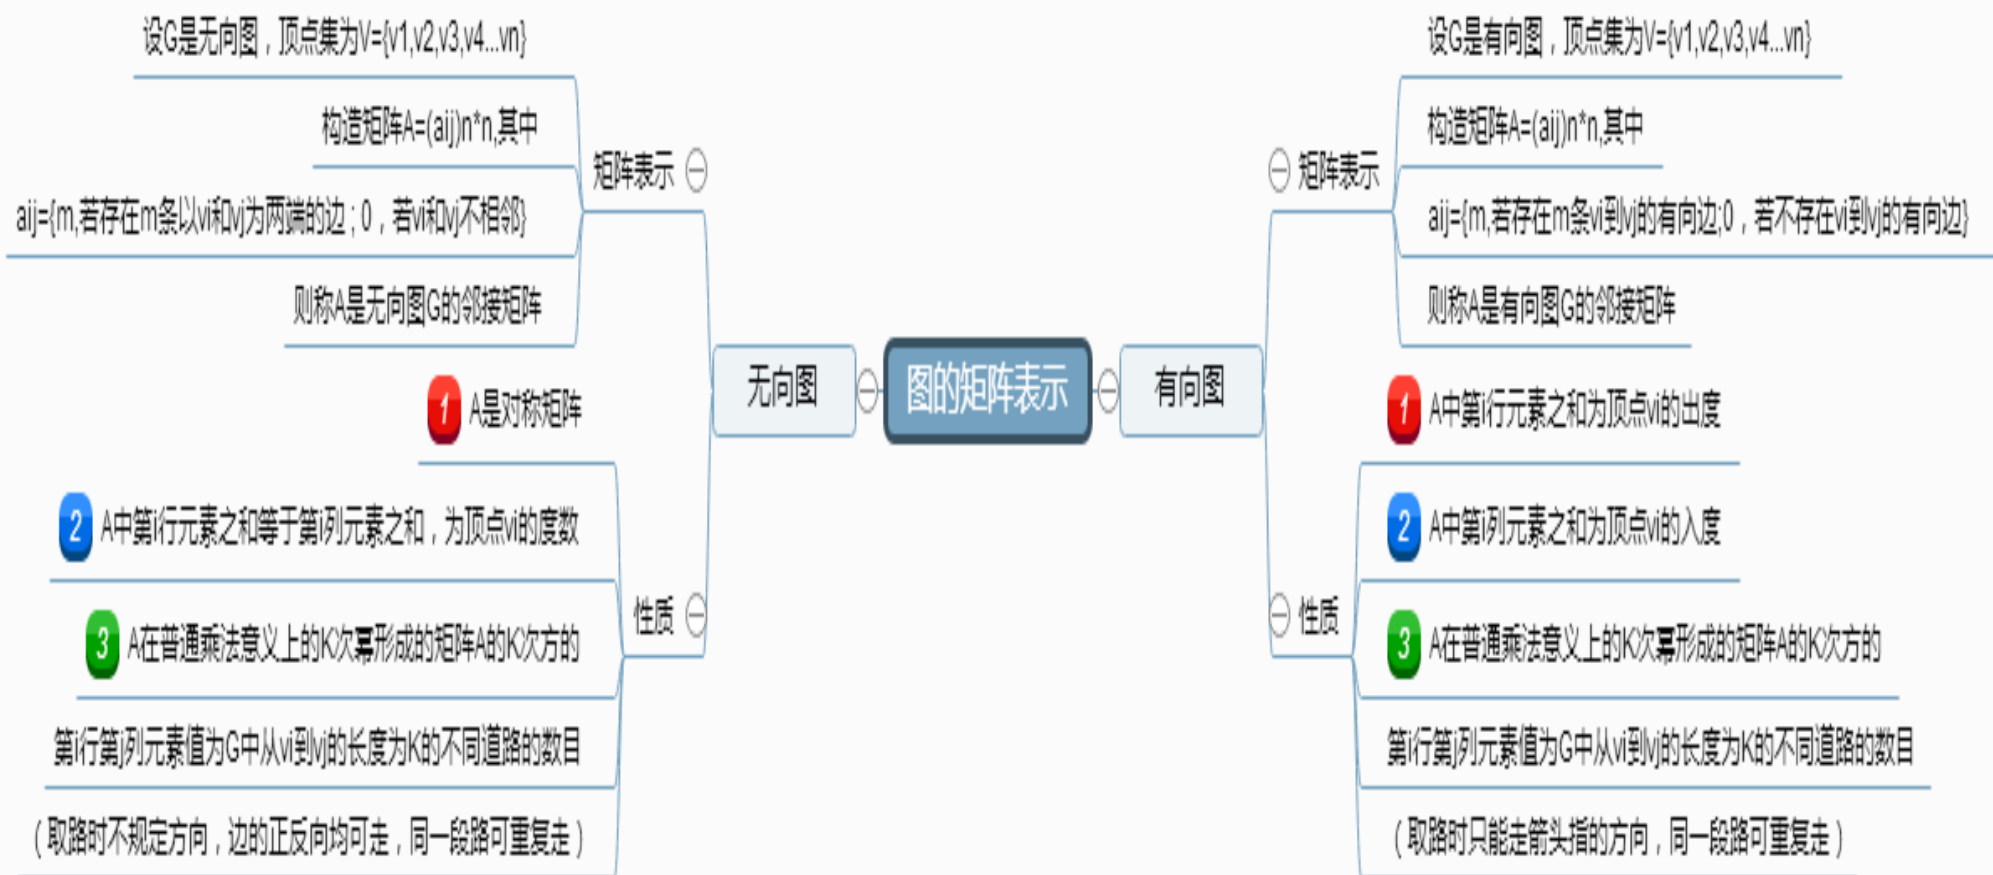 图的矩阵表示
无向图
矩阵表示
设G是无向图，顶点集为V={v1,v2,v3,v4...vn}
构造矩阵A=(aij)n*n,其中
aij={m,若存在m条以vi和vj为两端的边；0，若vi和vj不相邻}
则称A是无向图G的邻接矩阵
性质
1 A是对称矩阵
2 A中第i行元素之和等于第i列元素之和，为顶点vi的度数
3 A在普通乘法意义上的K次幂形成的矩阵A的K次方的
第i行第j列元素值为G中从vi到vj的长度为K的不同道路的数目
（取路时不规定方向，边的正反向均可走，同一段路可重复走）
有向图
矩阵表示
设G是有向图，顶点集为V={v1,v2,v3,v4...vn}
构造矩阵A=(aij)n*n,其中
aij={m,若存在m条vi到vj的有向边;0，若不存在vi到vj的有向边}
则称A是有向图G的邻接矩阵
性质
1 A中第i行元素之和为顶点vi的出度
2 A中第i列元素之和为顶点vi的入度
3 A在普通乘法意义上的K次幂形成的矩阵A的K次方的
第i行第j列元素值为G中从vi到vj的长度为K的不同道路的数目
（取路时只能走箭头指的方向，同一段路可重复走）